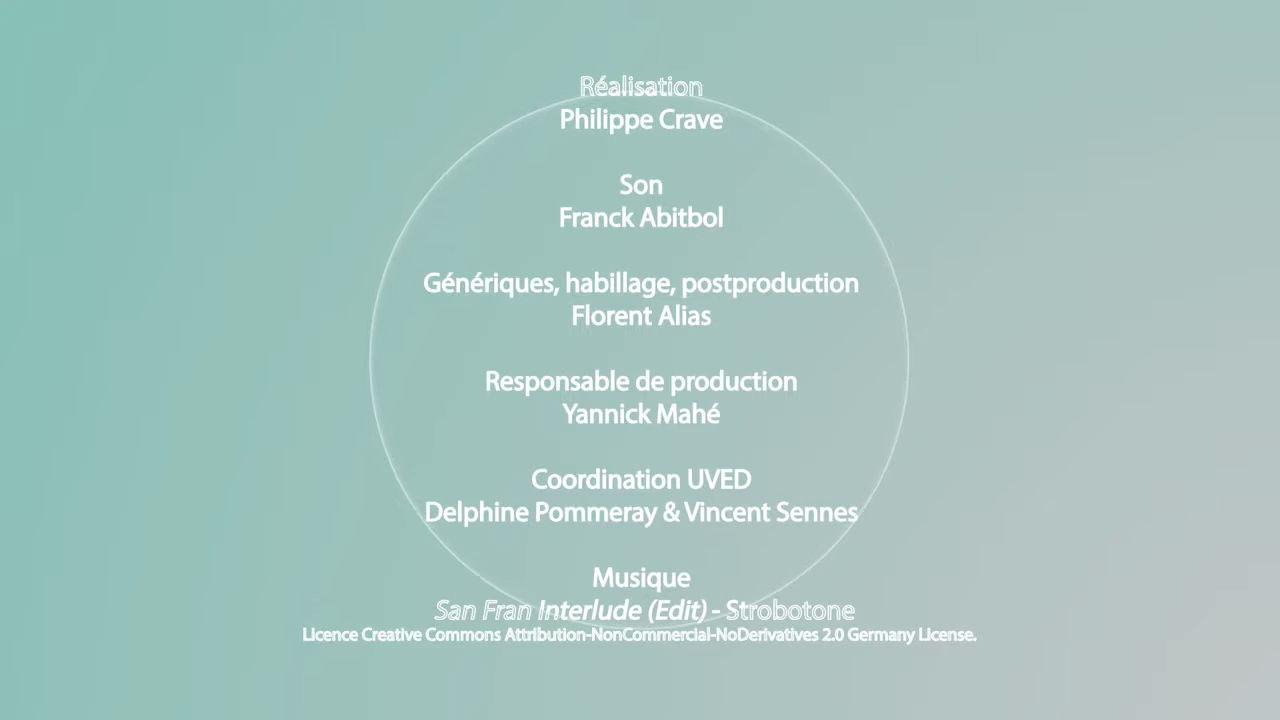 Réalisation
Philippe Crave
Son
Franck Abitbol
Génériques, habillage, postproduction
Florent Alias
Responsable de production
Yannick Mahé
Coordination UVED
Delphine Pommeray & Vincent Sennes
Musique
San Fran Interlude (Edit) - Strobotone
Licence Creative Commons Attribution-NonCommercial-NoDerivatives 2.0 Germany License.